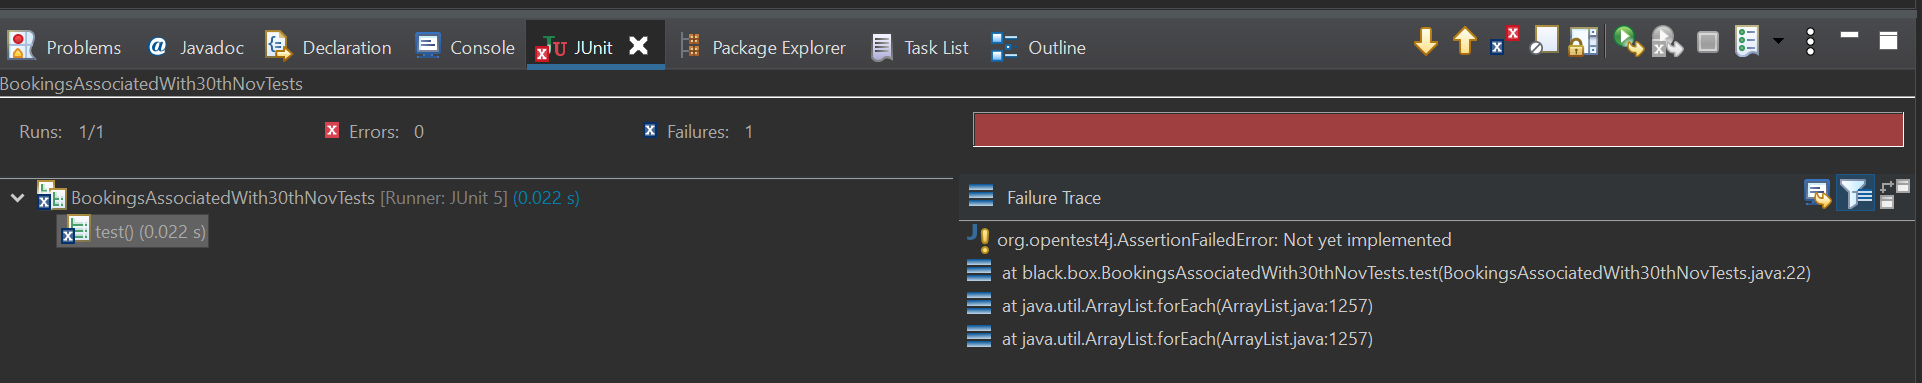 Problems Javadoc Declaration Console JUnit Package Explorer Task List Outline
BookingsAssociatedWith30thNovTests
Runs: 1/1 Errors: 0 Failures: 1
BookingsAssociatedWith30thNovTests [Runner: JUnit 5] (0.022 s)
test() (0.022 s)
Failure Trace
org.opentest4j.AssertionFailedError: Not yet implemented
at black.box.BookingsAssociatedWith30thNovTests.test(BookingsAssociatedWith30thNovTests.java:22)
at java.util.ArrayList.forEach(ArrayList.java:1257)
at java.util.ArrayList.forEach(ArrayList.java:1257)